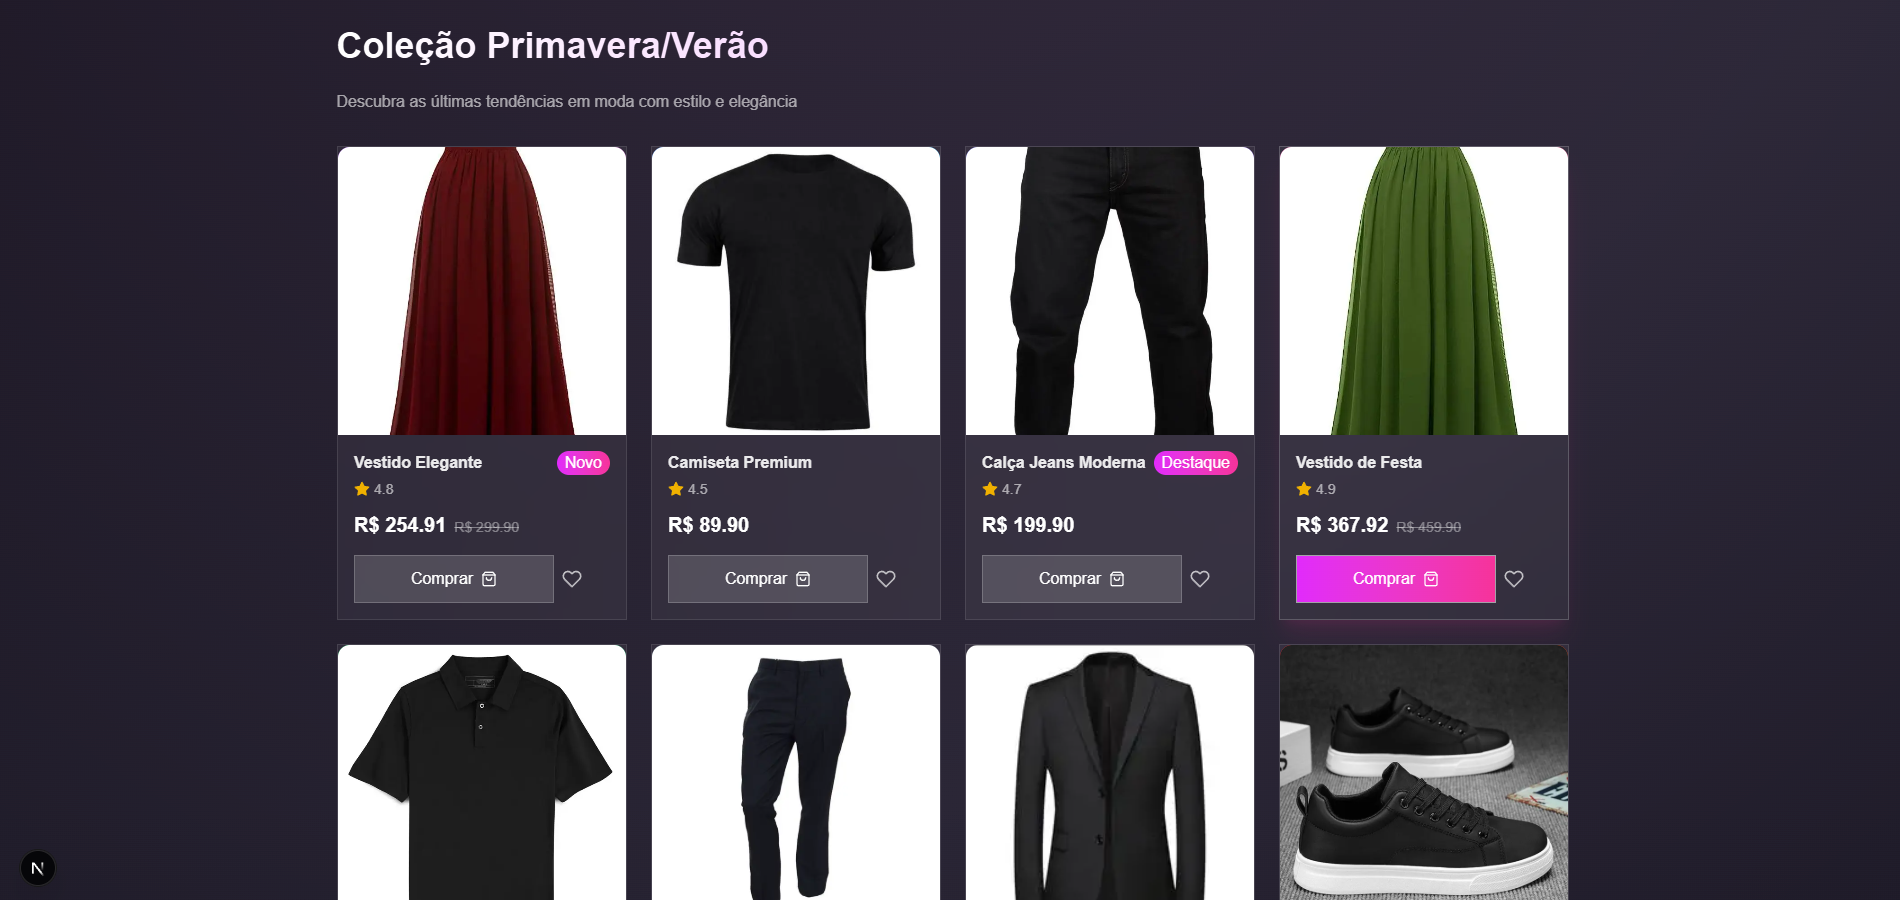 Coleção Primavera/Verão
Descubra as últimas tendências em moda com estilo e elegância
Vestido Elegante
Novo
4.8
R$ 254.91 R$ 299.90
Comprar
Camiseta Premium
4.5
R$ 89.90
Comprar
Calça Jeans Moderna
Destaque
4.7
R$ 199.90
Comprar
Vestido de Festa
4.9
R$ 367.92 R$ 459.90
Comprar
N